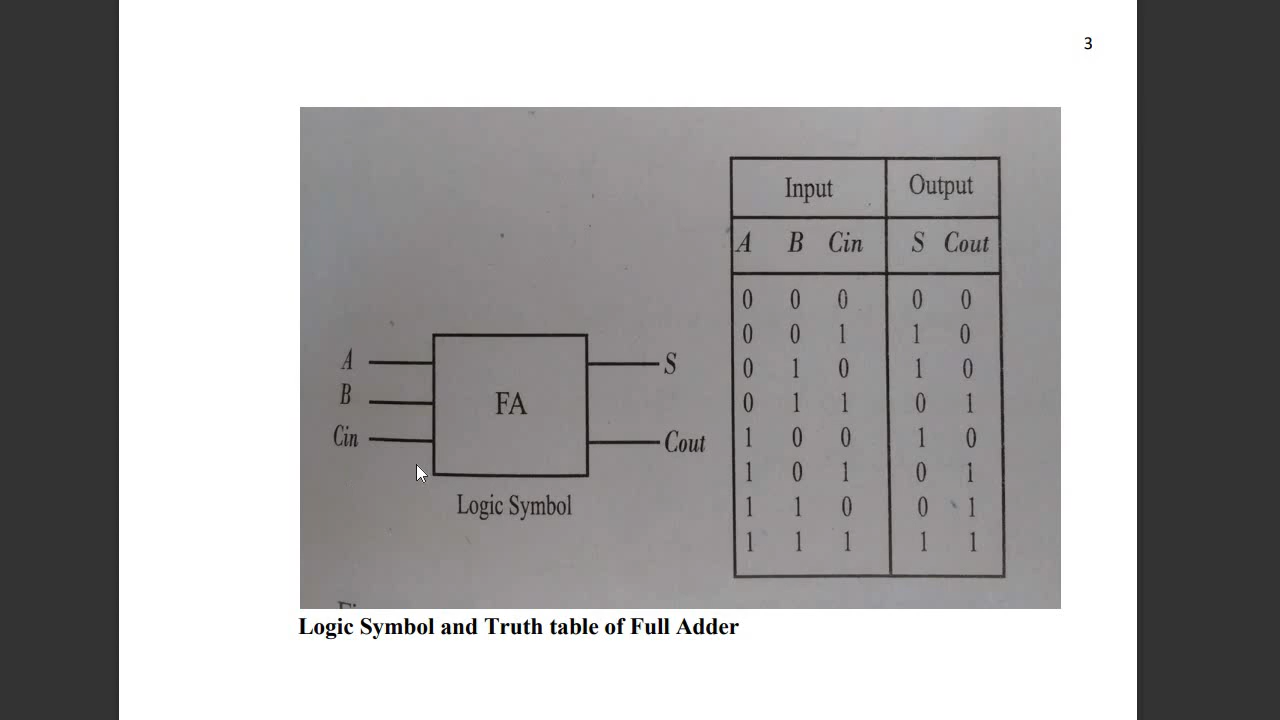 3
Input Output
A B Cin S Cout
0 0 0 0 0
0 0 1 1 0
0 1 0 1 0
0 1 1 0 1
1 0 0 1 0
1 0 1 0 1
1 1 0 0 1
1 1 1 1 1
A
B
Cin
FA
S
Cout
Logic Symbol
Logic Symbol and Truth table of Full Adder